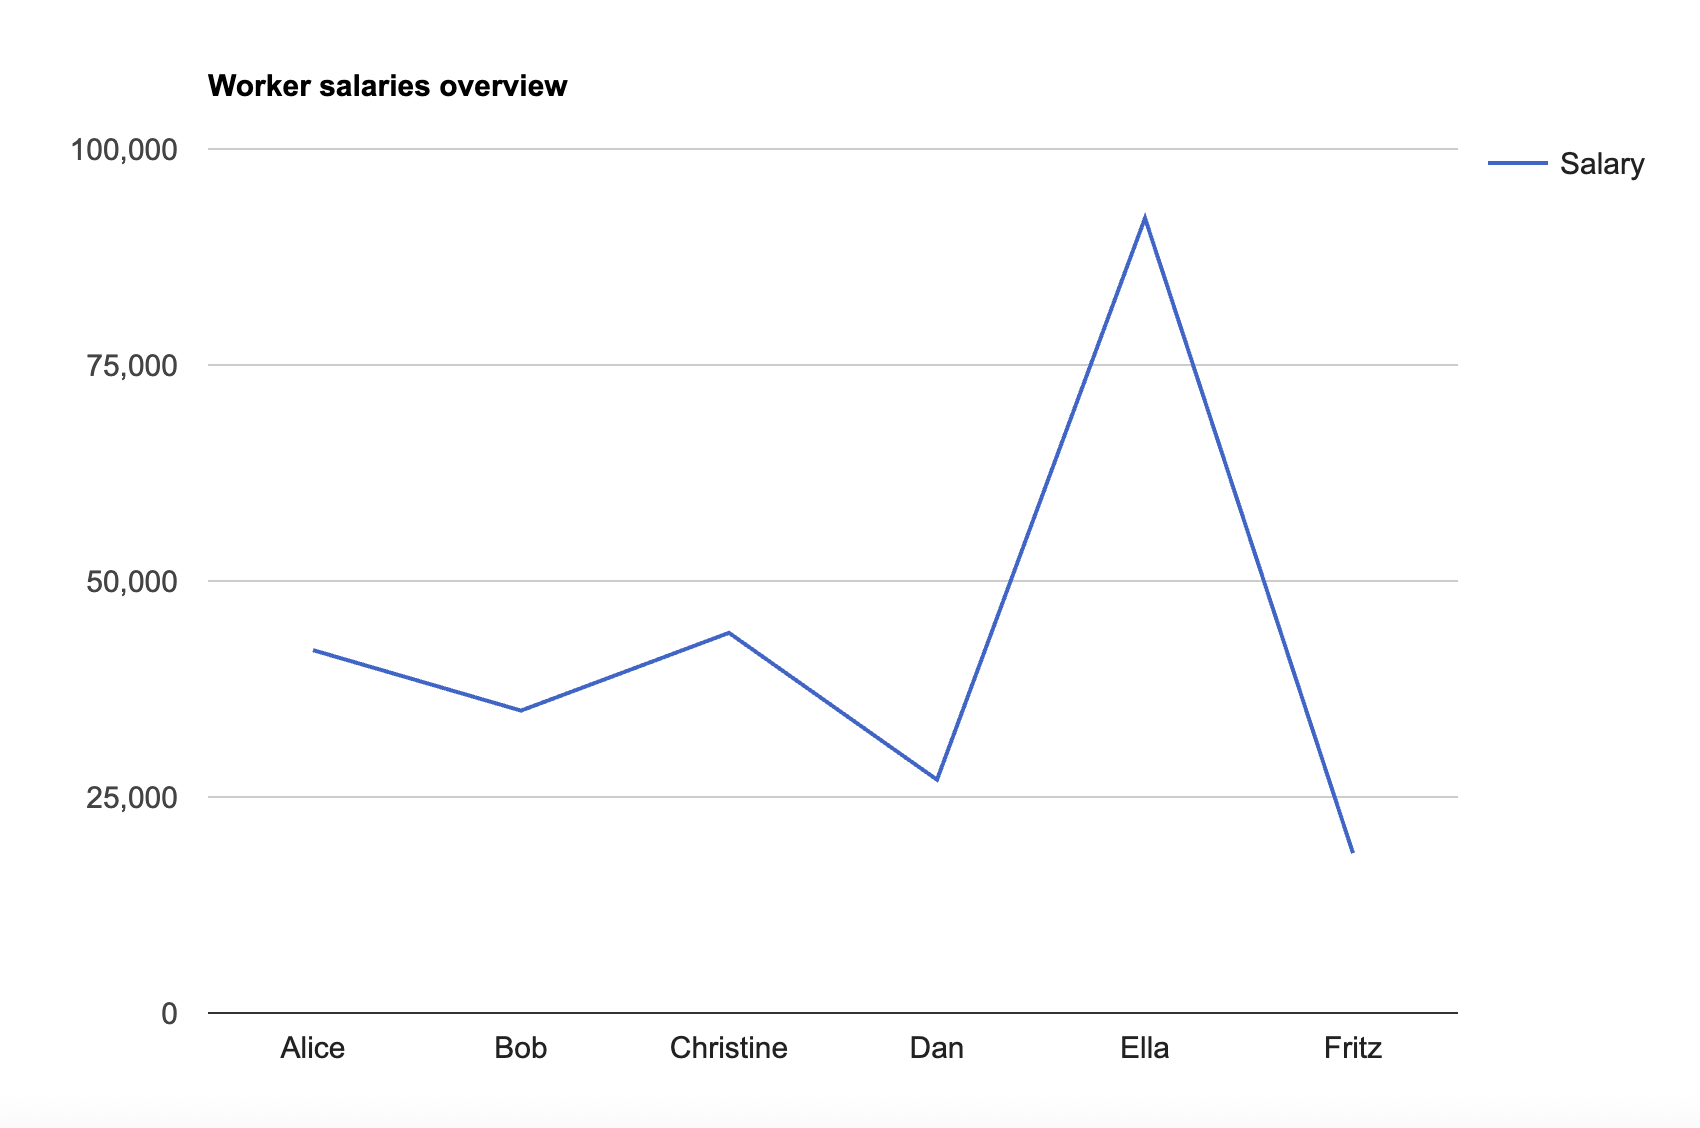 Worker salaries overview
100,000
Salary
75,000
50,000
25,000
0
Alice Bob Christine Dan Ella Fritz